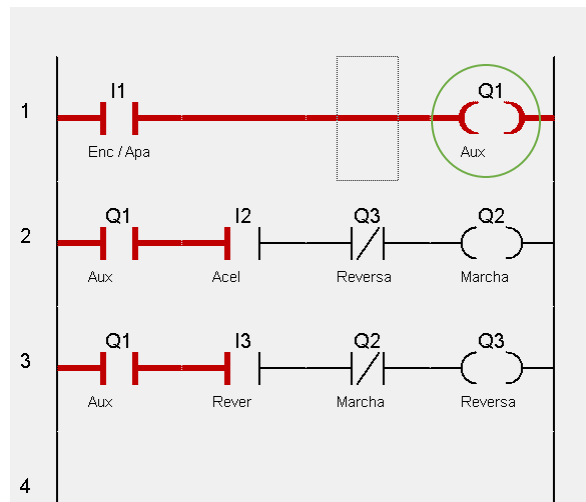 I1 Q1
1
Enc / Apa Aux
Q1 I2 Q3 Q2
2
Aux Acel Reversa Marcha
Q1 I3 Q2 Q3
3
Aux Rever Marcha Reversa
4